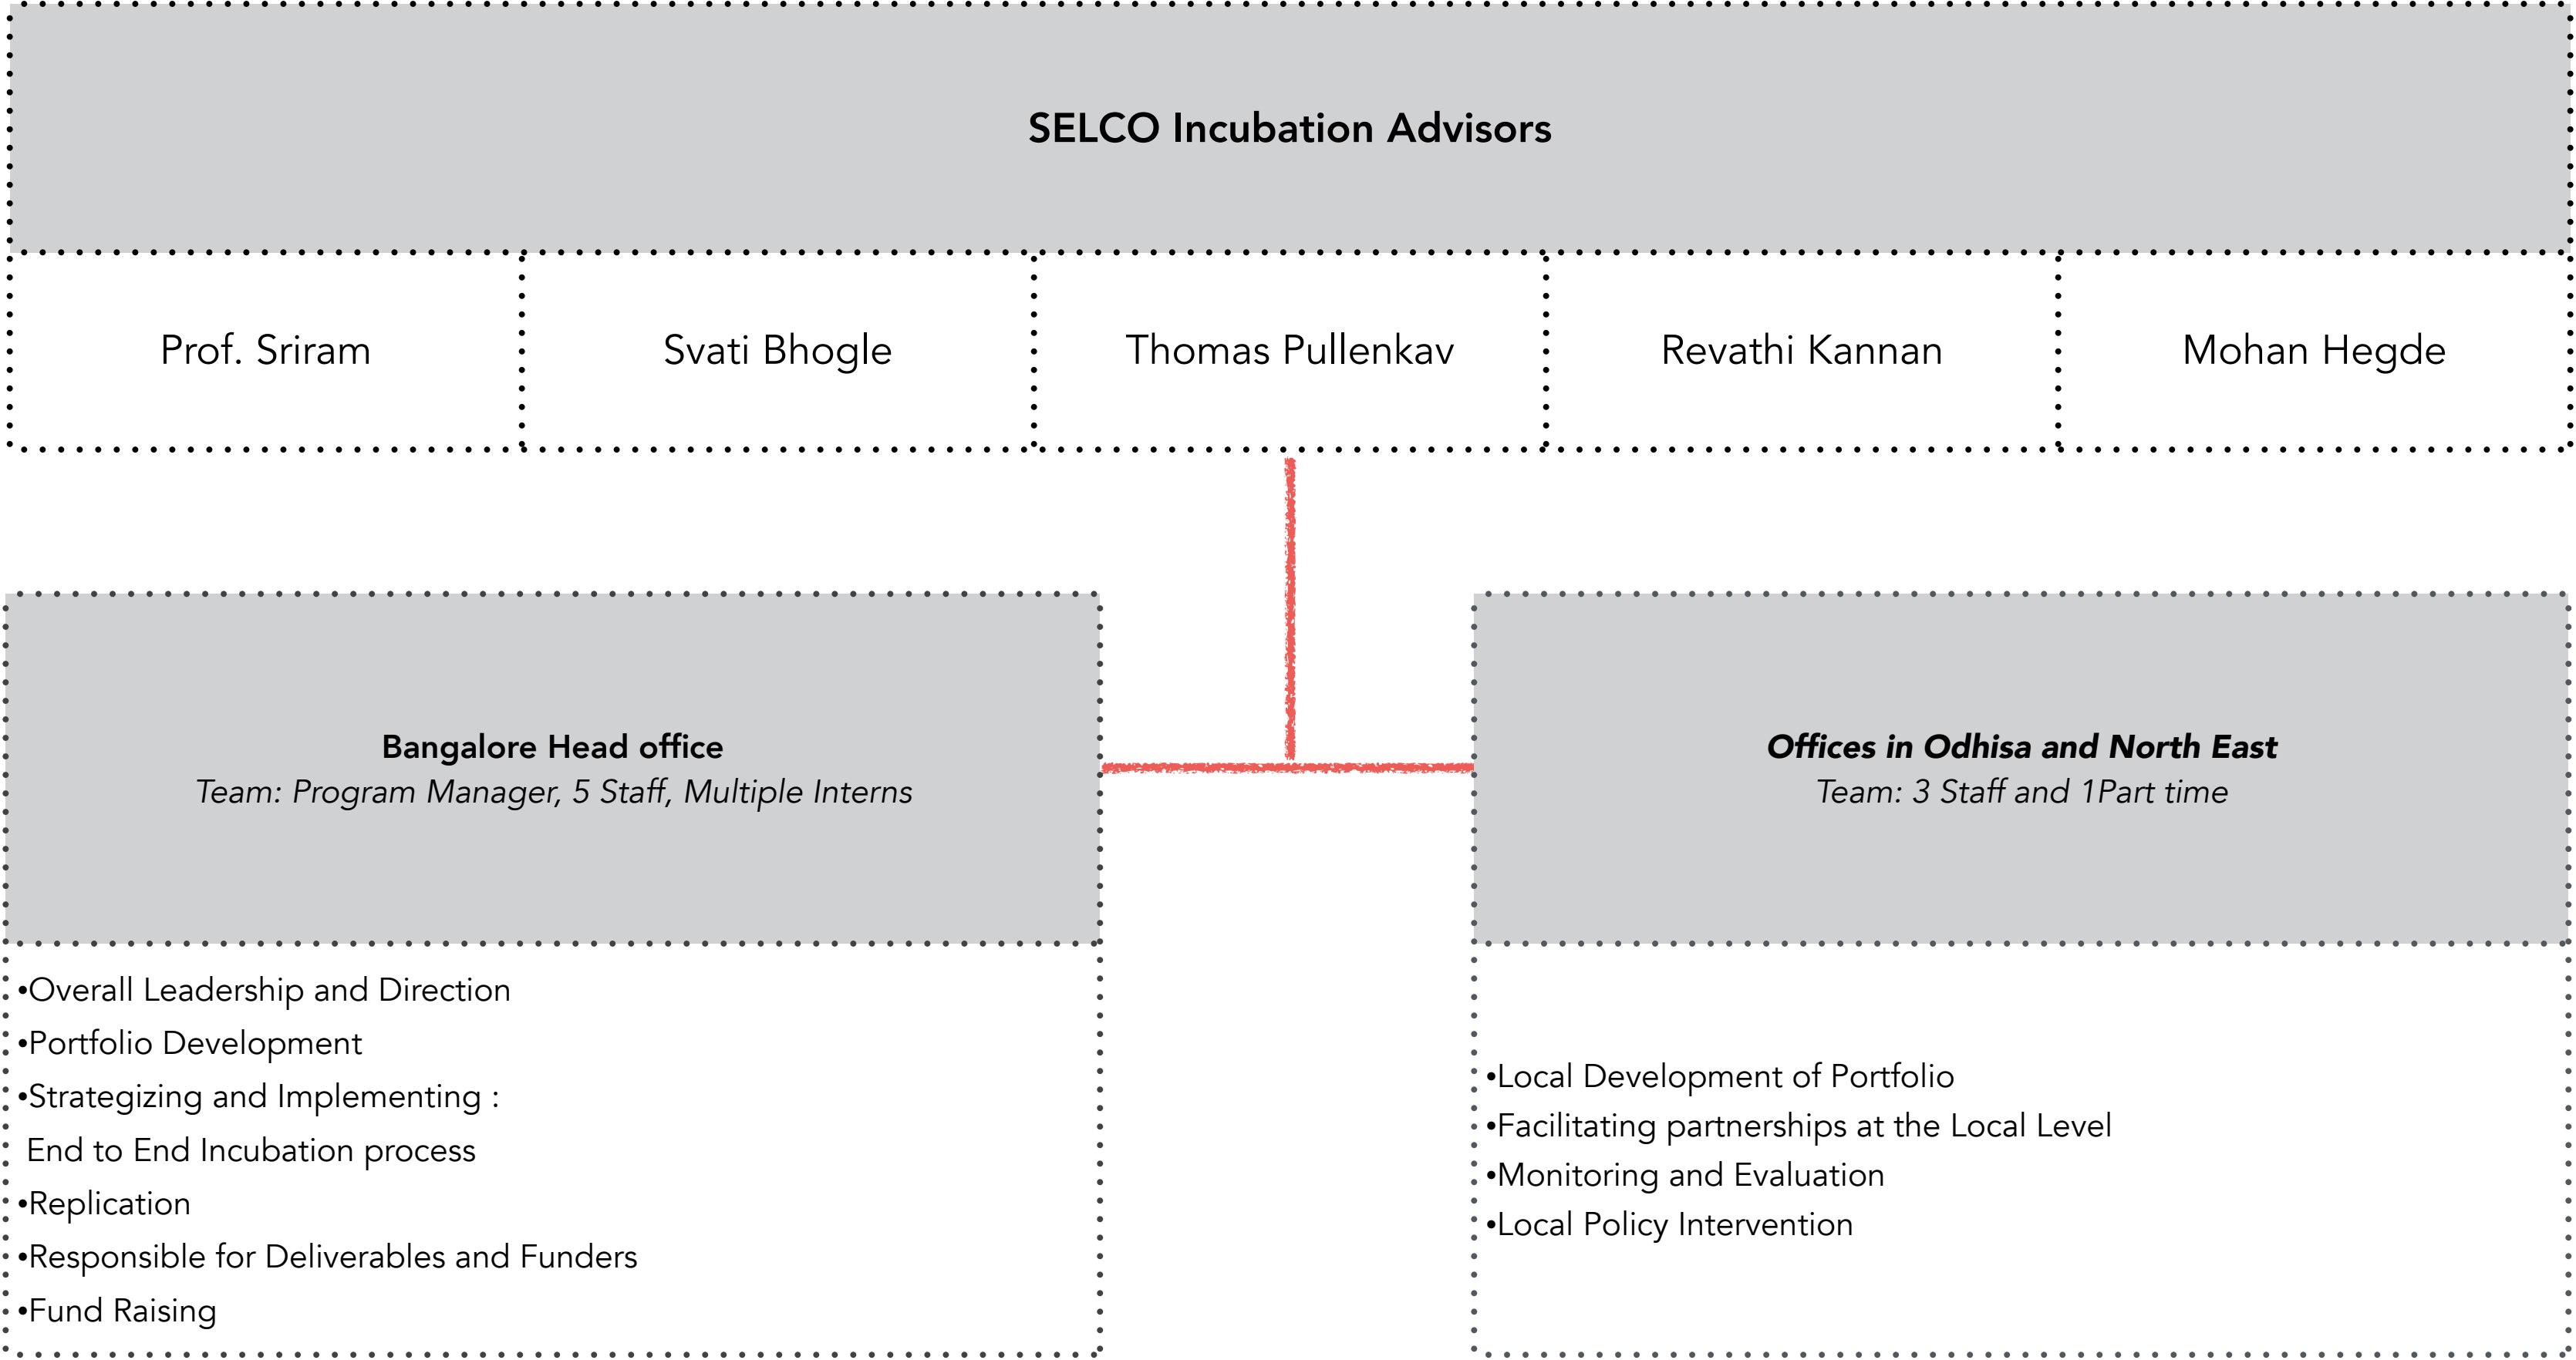 SELCO Incubation Advisors
Prof. Sriram
Svati Bhogle
Thomas Pullenkav
Revathi Kannan
Mohan Hegde
Bangalore Head office
Team: Program Manager, 5 Staff, Multiple Interns
•Overall Leadership and Direction
•Portfolio Development
•Strategizing and Implementing :
End to End Incubation process
•Replication
•Responsible for Deliverables and Funders
•Fund Raising
Offices in Odhisa and North East
Team: 3 Staff and 1Part time
•Local Development of Portfolio
•Facilitating partnerships at the Local Level
•Monitoring and Evaluation
•Local Policy Intervention